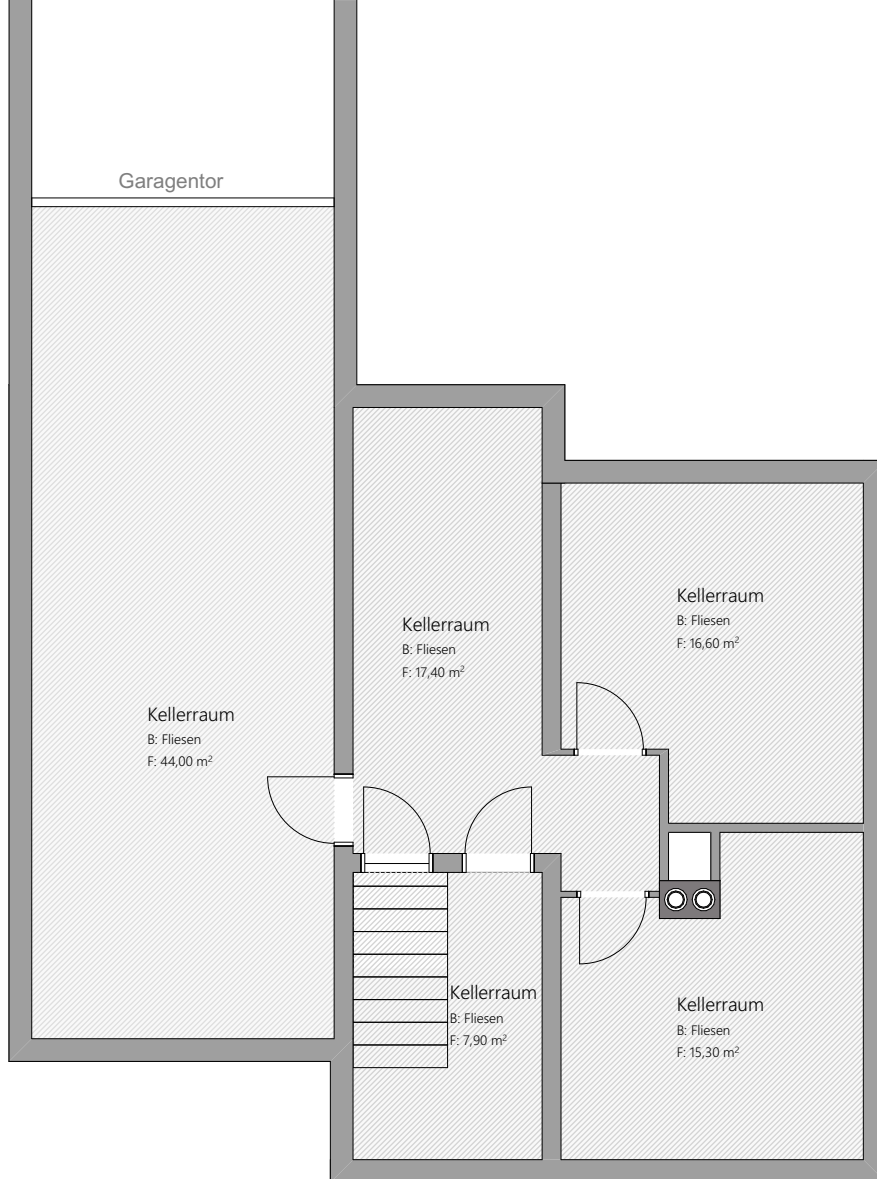 Garagentor
Kellerraum
B: Fliesen
F: 16,60 m²
Kellerraum
B: Fliesen
F: 17,40 m²
Kellerraum
B: Fliesen
F: 44,00 m²
Kellerraum
B: Fliesen
F: 7,90 m²
Kellerraum
B: Fliesen
F: 15,30 m²